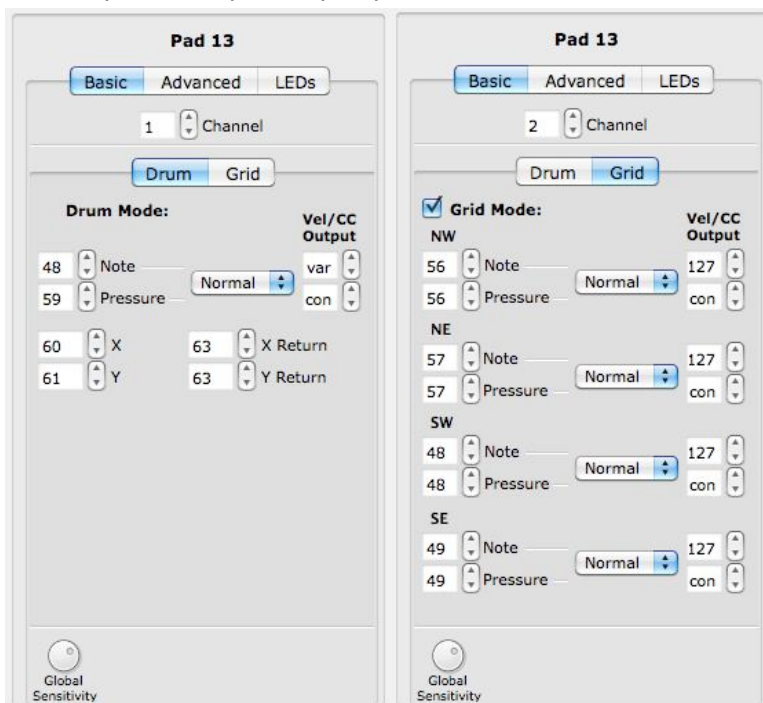 Pad 13
Basic Advanced LEDs
1 Channel
Drum Grid
Drum Mode:
Vel/CC
Output
48 Note Normal var
59 Pressure con
60 X 63 X Return
61 Y 63 Y Return
Global
Sensitivity
Pad 13
Basic Advanced LEDs
2 Channel
Drum Grid
Grid Mode:
Vel/CC
Output
NW
56 Note Normal 127
56 Pressure con
NE
57 Note Normal 127
57 Pressure con
SW
48 Note Normal 127
48 Pressure con
SE
49 Note Normal 127
49 Pressure con
Global
Sensitivity